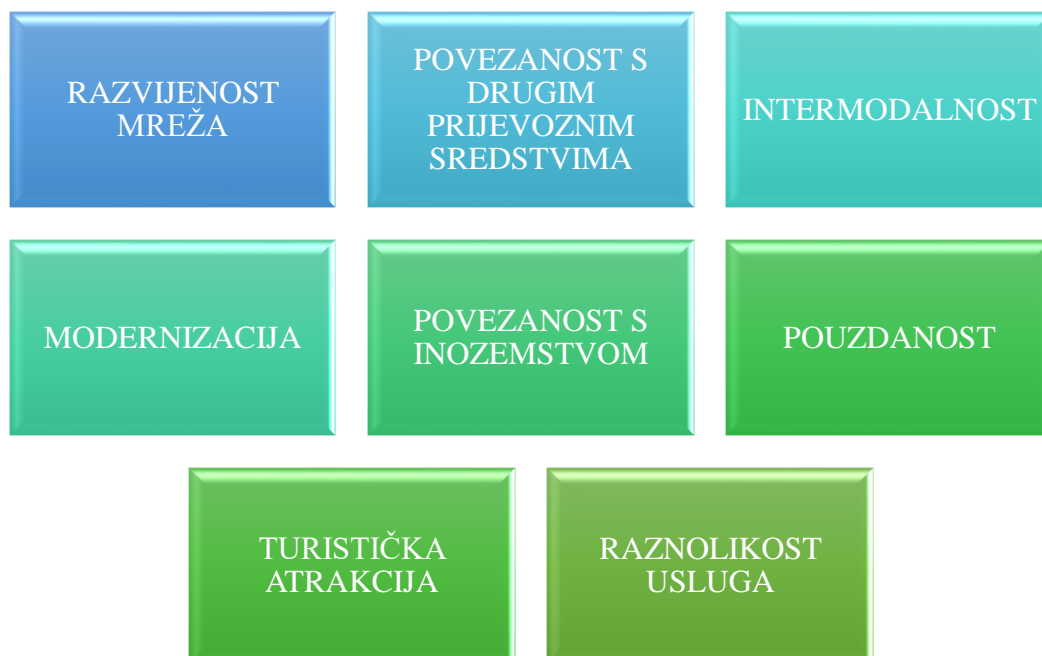 RAZVIJENOST
MREŽA
POVEZANOST S
DRUGIM
PRIJEVOZNIM
SREDSTVIMA
INTERMODALNOST
MODERNIZACIJA
POVEZANOST S
INOZEMSTVOM
POUZDANOST
TURISTIČKA
ATRAKCIJA
RAZNOLIKOST
USLUGA